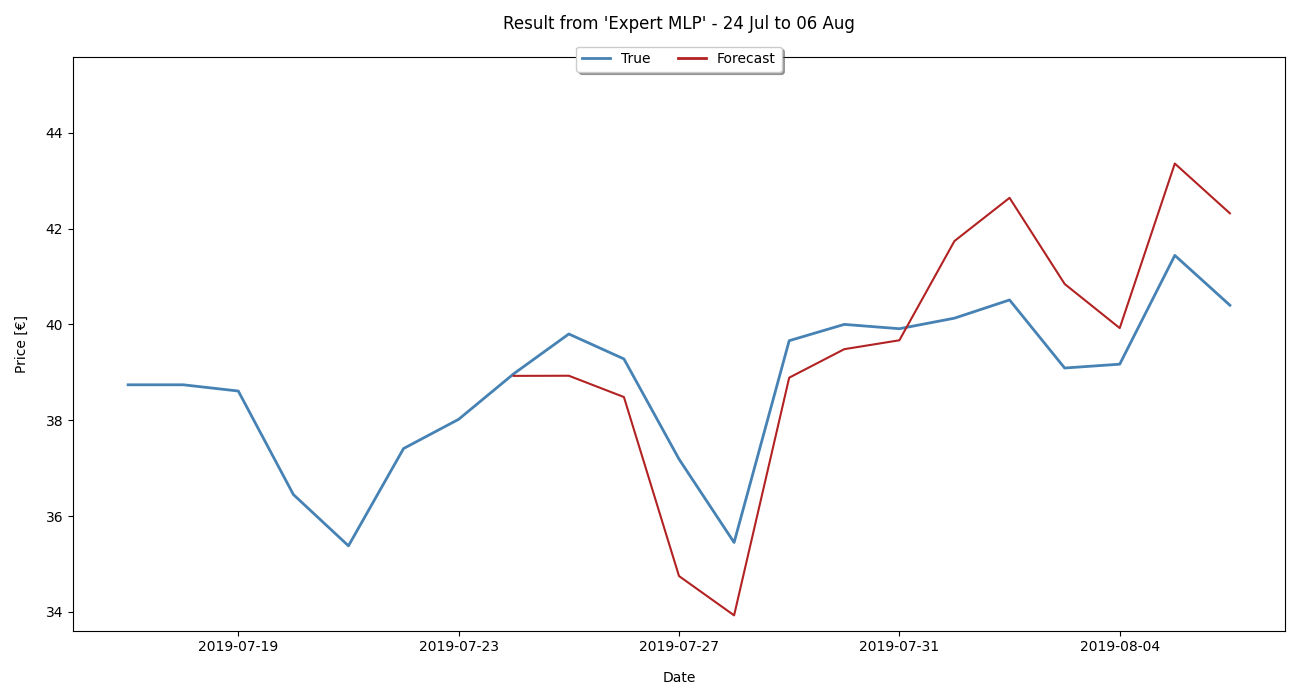 Result from 'Expert MLP' - 24 Jul to 06 Aug
True Forecast
44
42
40
38
36
34
Price [€]
2019-07-19 2019-07-23 2019-07-27 2019-07-31 2019-08-04
Date